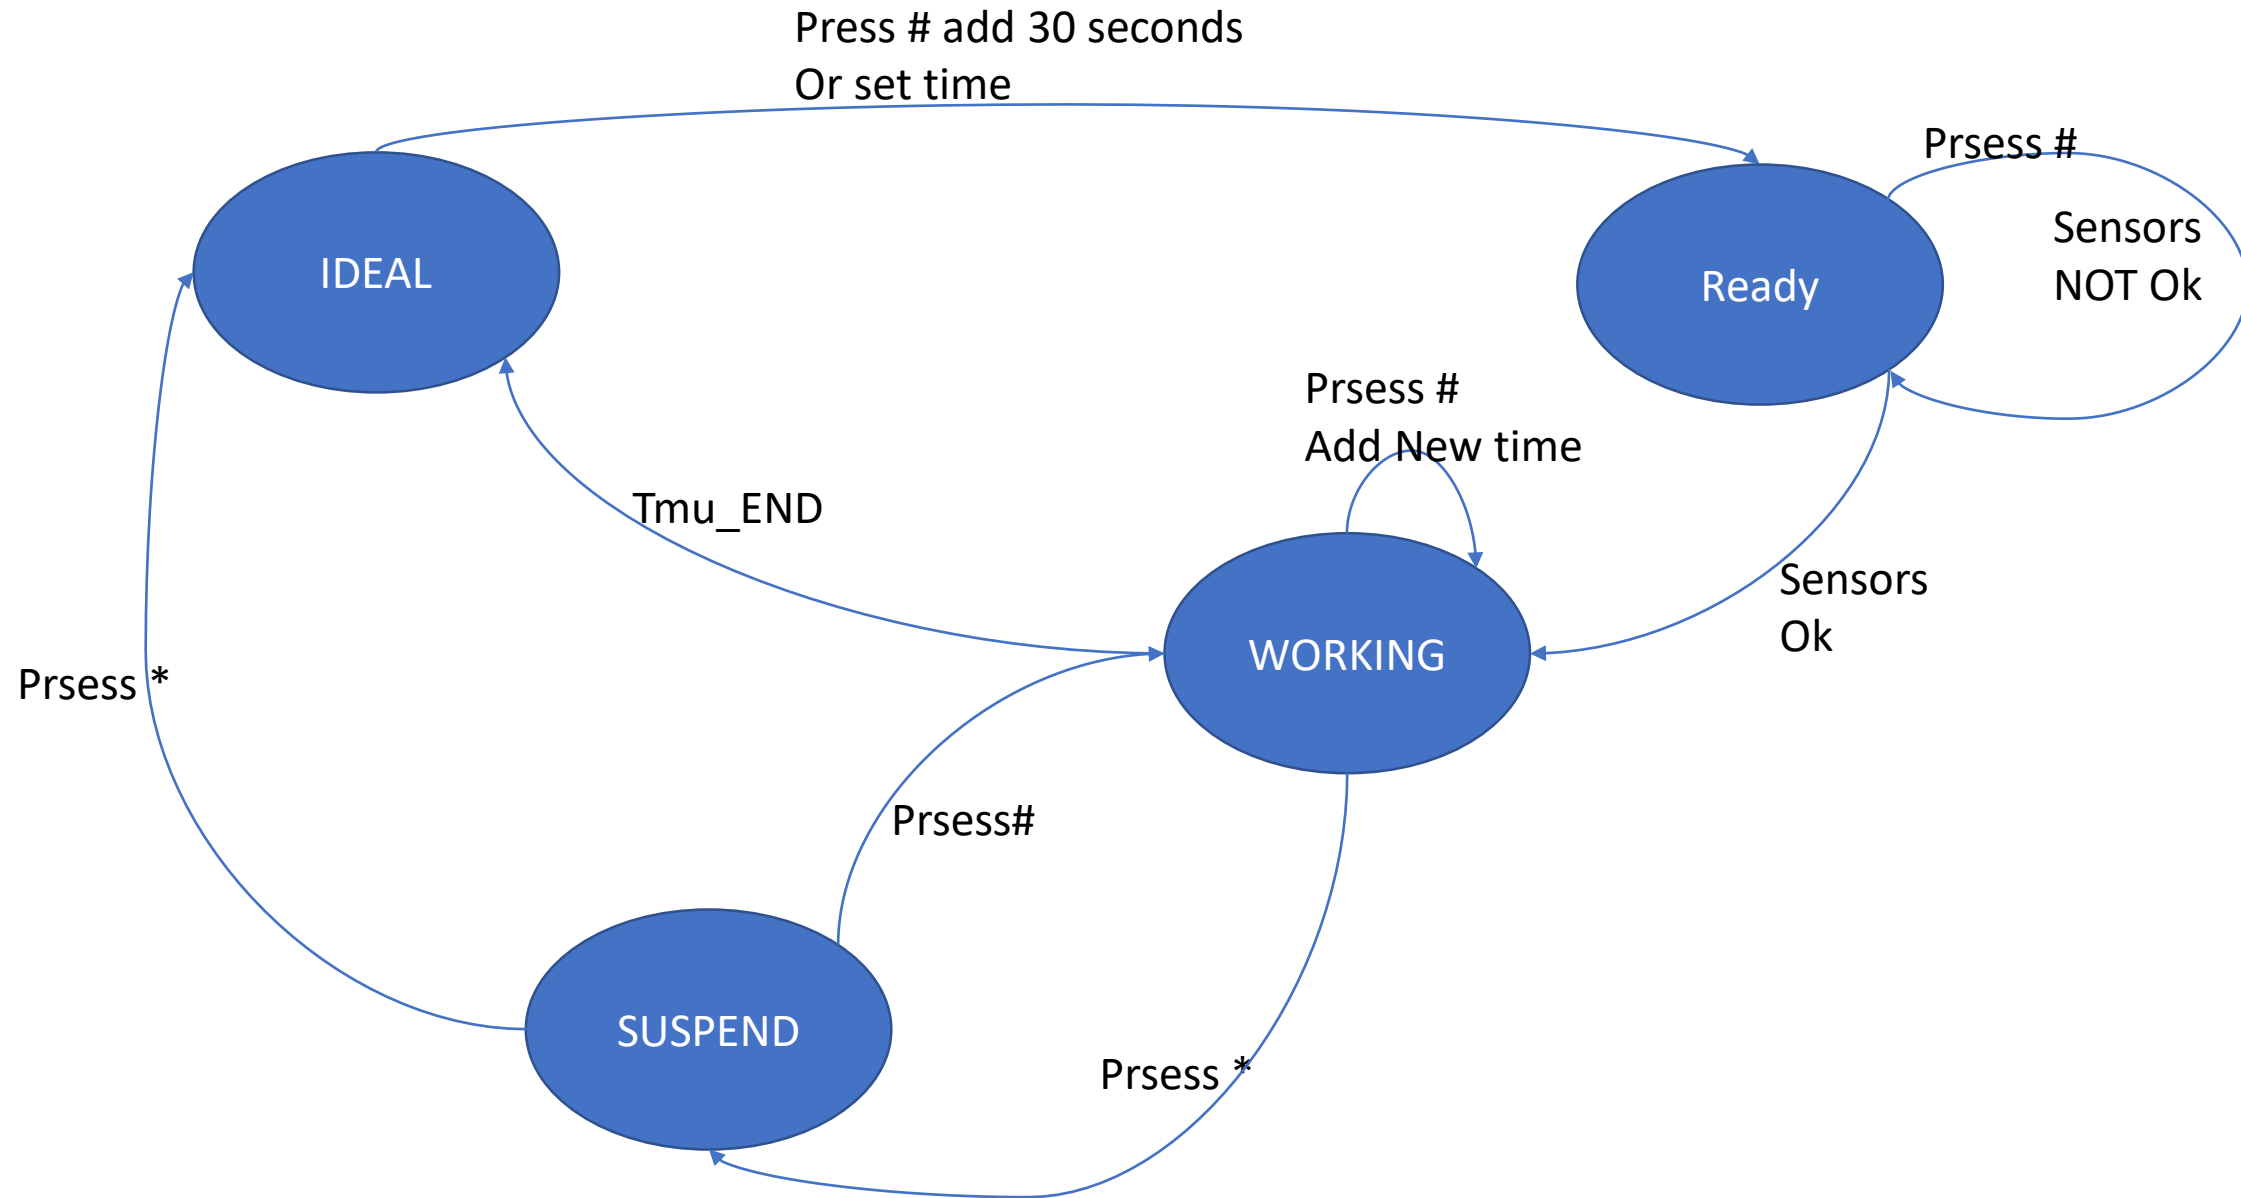 Press # add 30 seconds
Or set time
Prsess #
Sensors
NOT Ok
IDEAL
Ready
Prsess #
Add New time
Tmu_END
Sensors
Ok
WORKING
Prsess *
Prsess#
SUSPEND
Prsess *